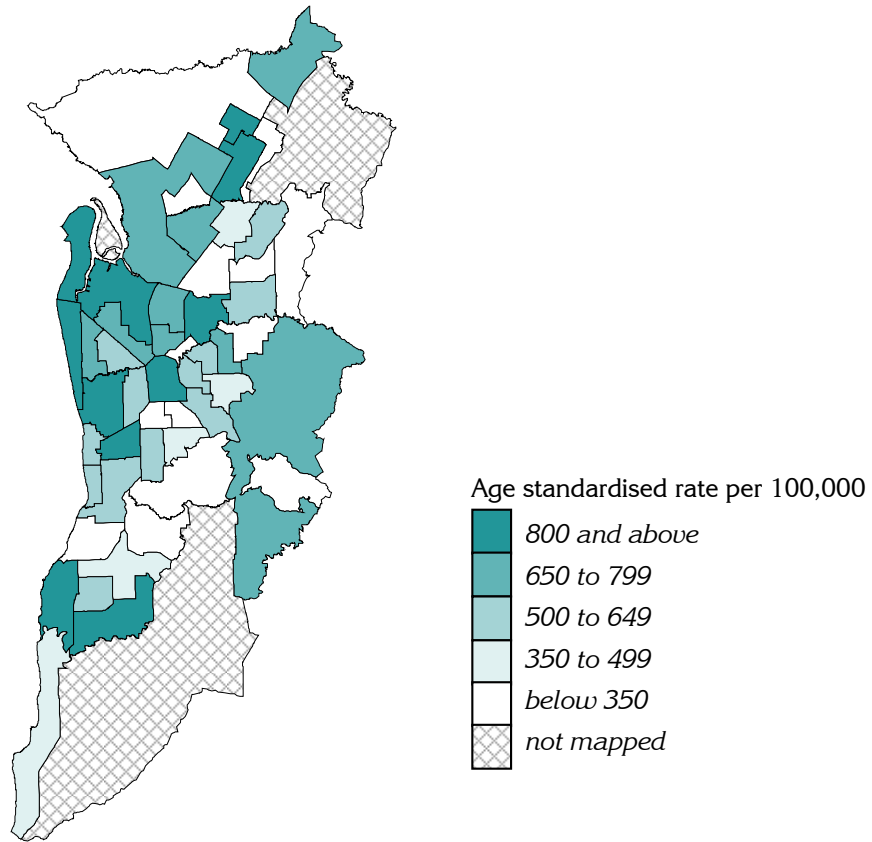 Age standardised rate per 100,000
800 and above
650 to 799
500 to 649
350 to 499
below 350
not mapped